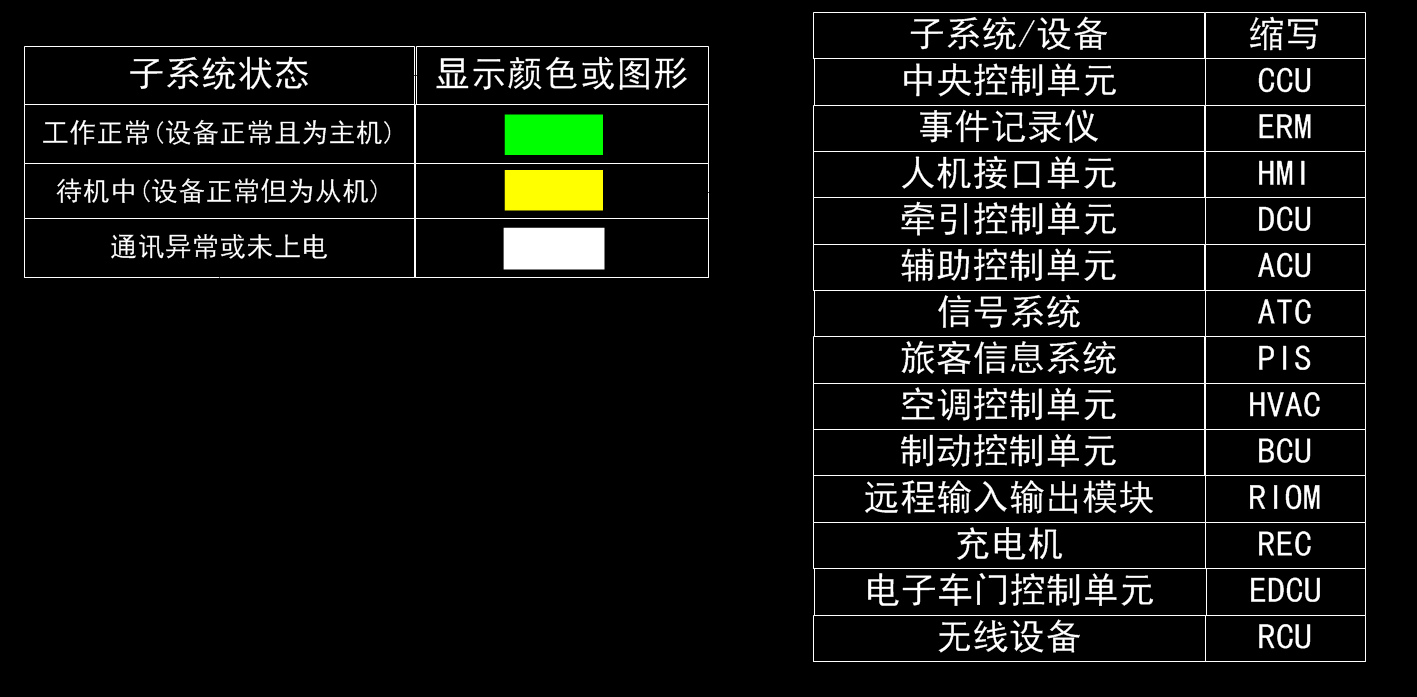 子系统状态 显示颜色或图形
工作正常(设备正常且为主机)
待机中(设备正常但为从机)
通讯异常或未上电
子系统/设备 缩写
中央控制单元 CCU
事件记录仪 ERM
人机接口单元 HMI
牵引控制单元 DCU
辅助控制单元 ACU
信号系统 ATC
旅客信息系统 PIS
空调控制单元 HVAC
制动控制单元 BCU
远程输入输出模块 RIOM
充电机 REC
电子车门控制单元 EDCU
无线设备 RCU